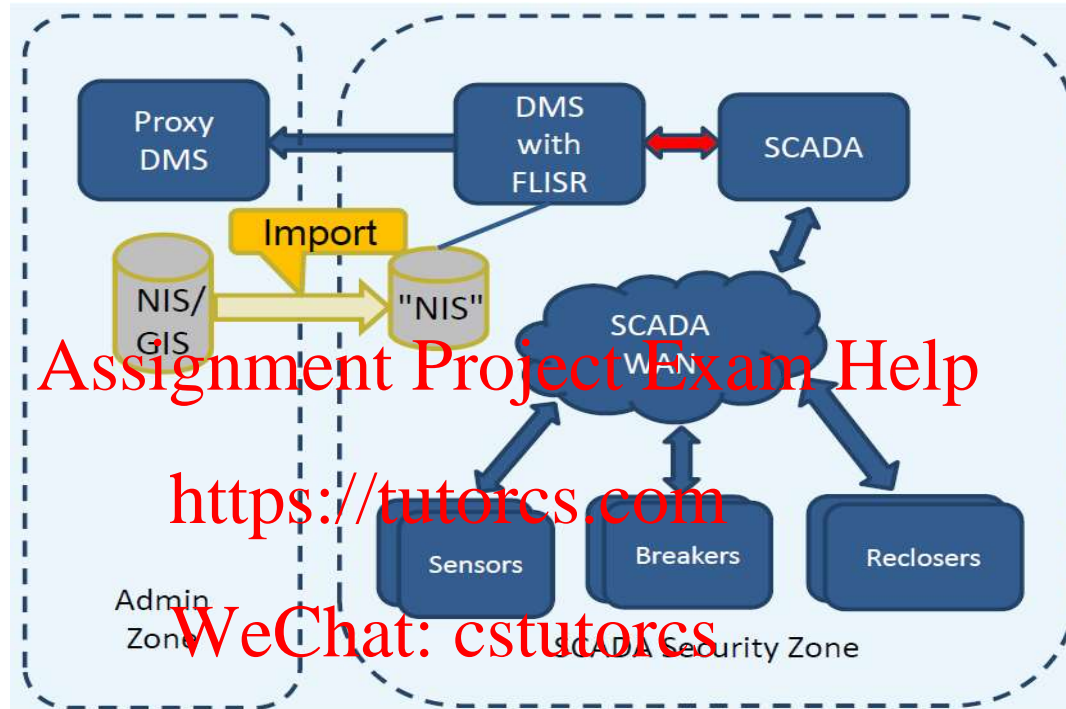 Proxy
DMS
DMS
with
FLISR
SCADA
Import
NIS/
GIS
"NIS"
SCADA
WAN
Assignment Project Exam Help
https://tutorcs.com
Sensors
Breakers
Reclosers
Admin
Zone
WeChat: cstutorcs
SCADA Security Zone